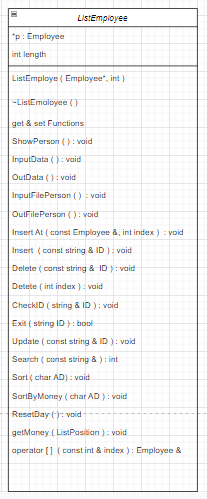 ListEmployee
*p : Employee
int length
ListEmploye ( Employee*, int )
~ListEmoloyee ( )
get & set Functions
ShowPerson ( ) : void
InputData ( ) : void
OutData ( ) : void
InputFilePerson ( ) : void
OutFilePerson ( ) : void
Insert At ( const Employee &, int index ) : void
Insert ( const string & ID ) : void
Delete ( const string & ID ) : void
Detete ( int index ) : void
CheckID ( string & ID ) : void
Exit ( string ID ) : bool
Update ( const string & ID ) : void
Search ( const string & ) : int
Sort ( char AD) : void
SortByMoney ( char AD ) : void
ResetDay ( ) : void
getMoney ( ListPosition ) : void
operator [ ] ( const int & index ) : Employee &